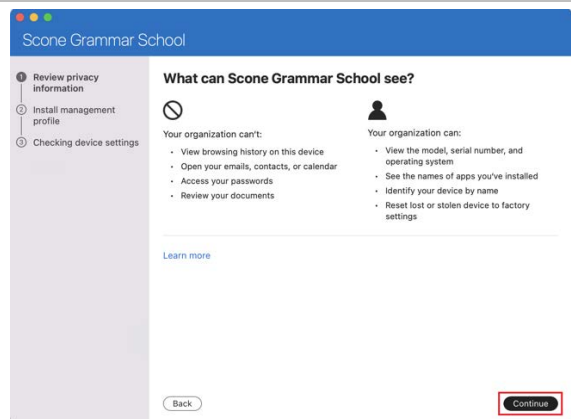 Scone Grammar School
1 Review privacy
information
2 Install management
profile
3 Checking device settings
What can Scone Grammar School see?
Your organization can't:
• View browsing history on this device
• Open your emails, contacts, or calendar
• Access your passwords
• Review your documents
Your organization can:
• View the model, serial number, and
operating system
• See the names of apps you've installed
• Identify your device by name
• Reset lost or stolen device to factory
settings
Learn more
Back
Continue